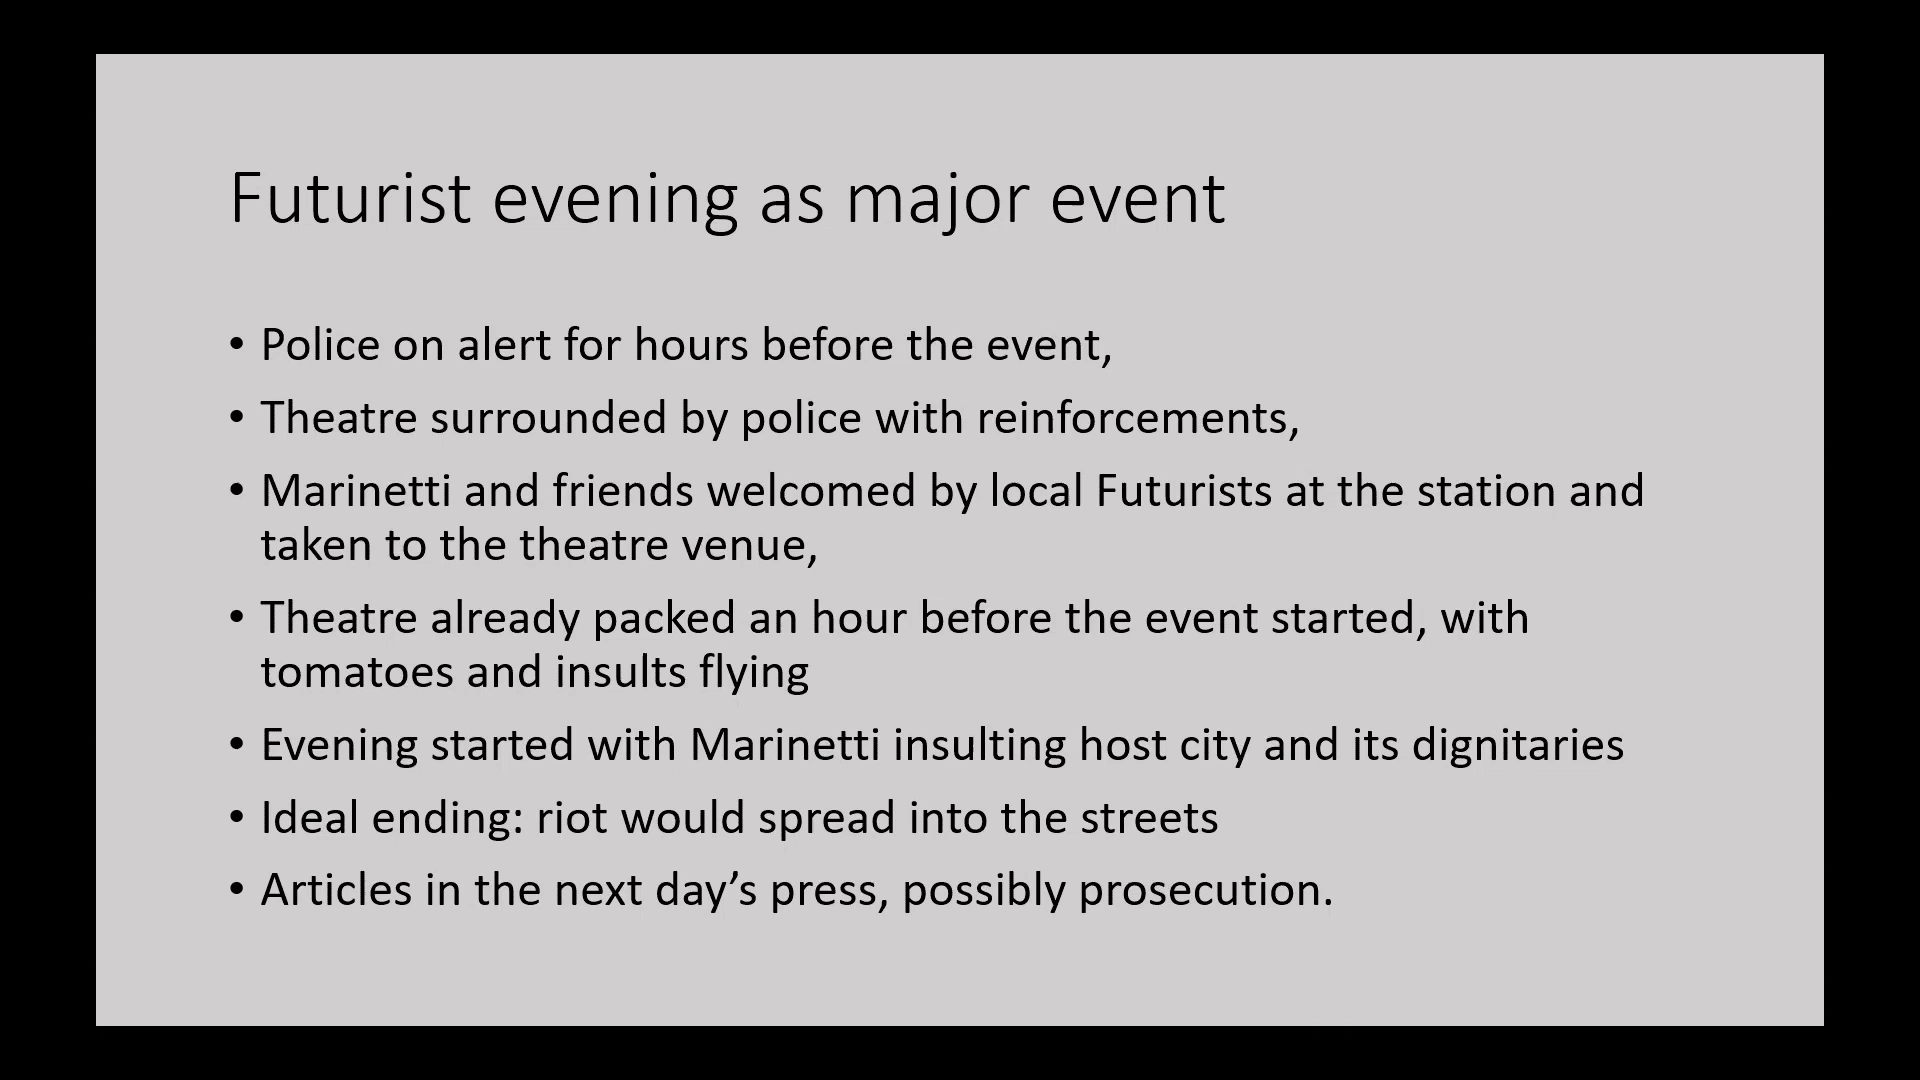 Futurist evening as major event
• Police on alert for hours before the event,
• Theatre surrounded by police with reinforcements,
• Marinetti and friends welcomed by local Futurists at the station and
taken to the theatre venue,
• Theatre already packed an hour before the event started, with
tomatoes and insults flying
• Evening started with Marinetti insulting host city and its dignitaries
• Ideal ending: riot would spread into the streets
• Articles in the next day’s press, possibly prosecution.